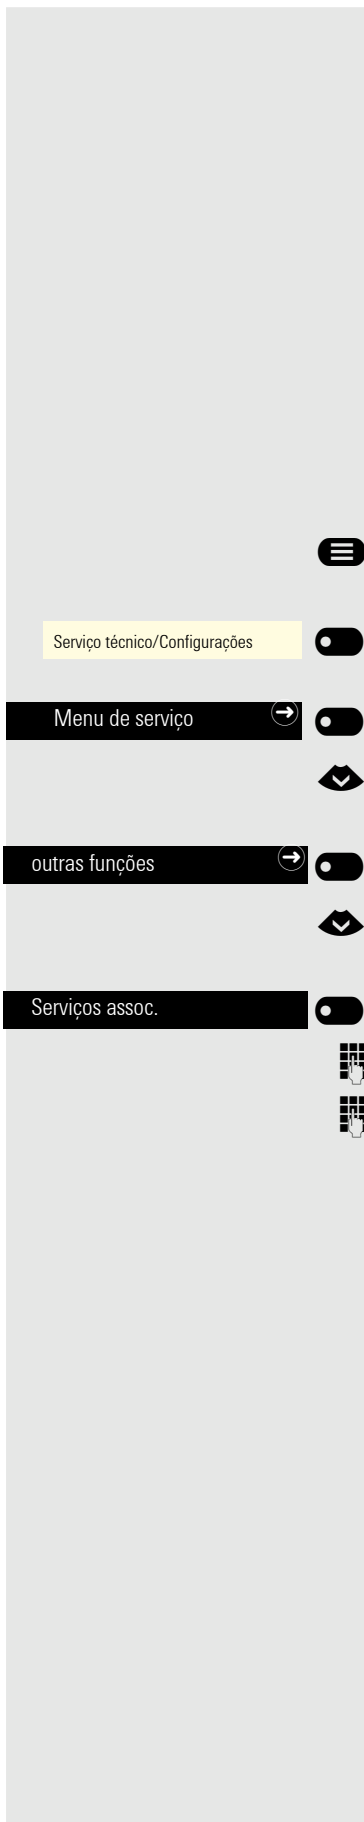 Serviço técnico/Configurações
Menu de serviço
outras funções
Serviços assoc.